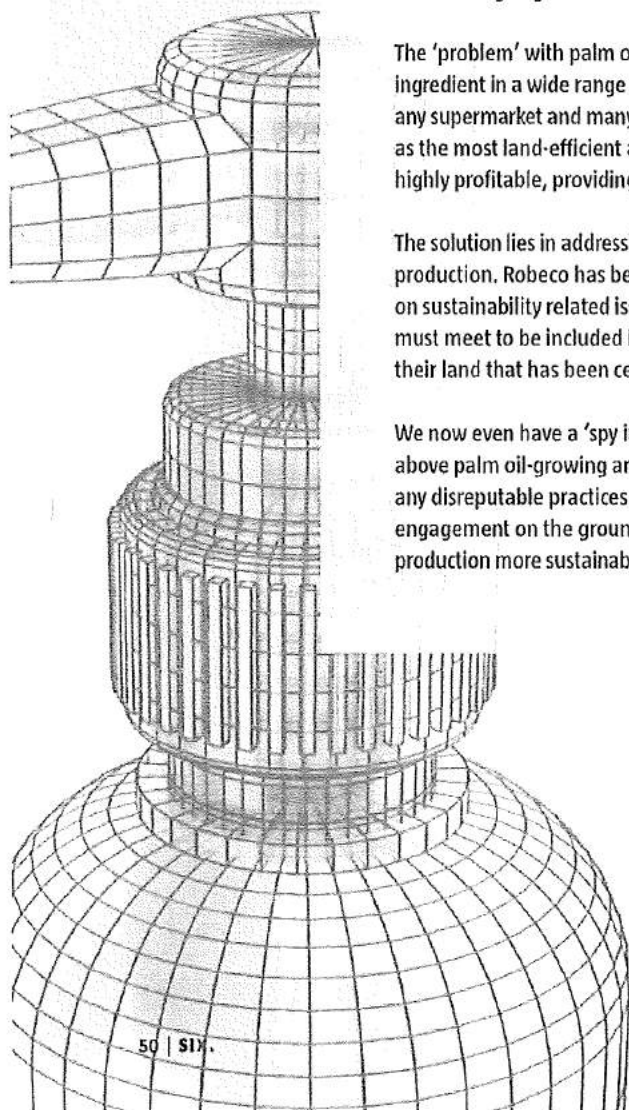 The ‘problem’ with palm o
ingredient in a wide range
any supermarket and many
as the most land-efficient a
highly profitable, providing
The solution lies in address
production. Robeco has be
on sustainability related is
must meet to be included i
their land that has been ce
We now even have a ‘spy i
above palm oil-growing ar
any disreputable practices
engagement on the groun
production more sustainab
50 | SIX.